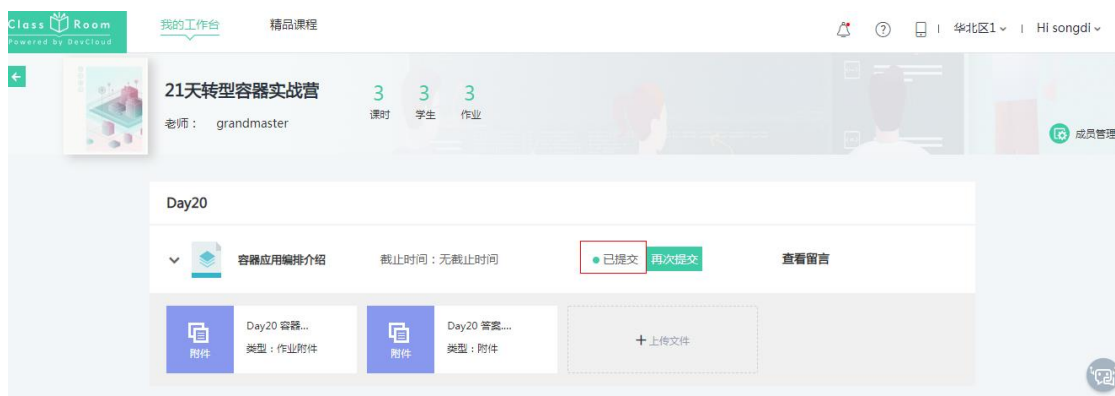 Class Room
Powered by DevCloud
我的工作台
精品课程
华北区1
Hi songdi
21天转型容器实战营
老师： grandmaster
3 3 3
课时 学生 作业
成员管理
Day20
容器应用编排介绍
截止时间：无截止时间
已提交
再次提交
查看留言
附件
Day20 容器...
类型：作业附件
附件
Day20 答案....
类型：附件
+ 上传文件